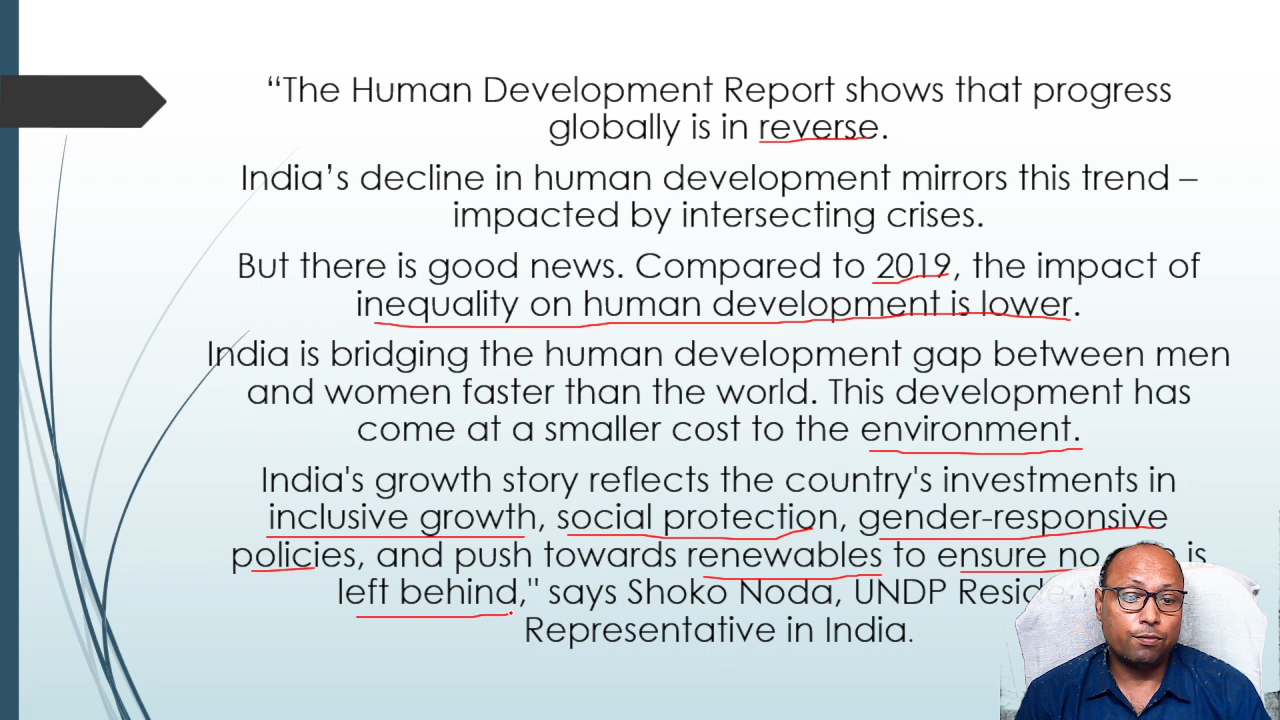 “The Human Development Report shows that progress
globally is in reverse.
India’s decline in human development mirrors this trend –
impacted by intersecting crises.
But there is good news. Compared to 2019, the impact of
inequality on human development is lower.
India is bridging the human development gap between men
and women faster than the world. This development has
come at a smaller cost to the environment.
India's growth story reflects the country's investments in
inclusive growth, social protection, gender-responsive
policies, and push towards renewables to ensure no is
left behind," says Shoko Noda, UNDP
Representative in India.